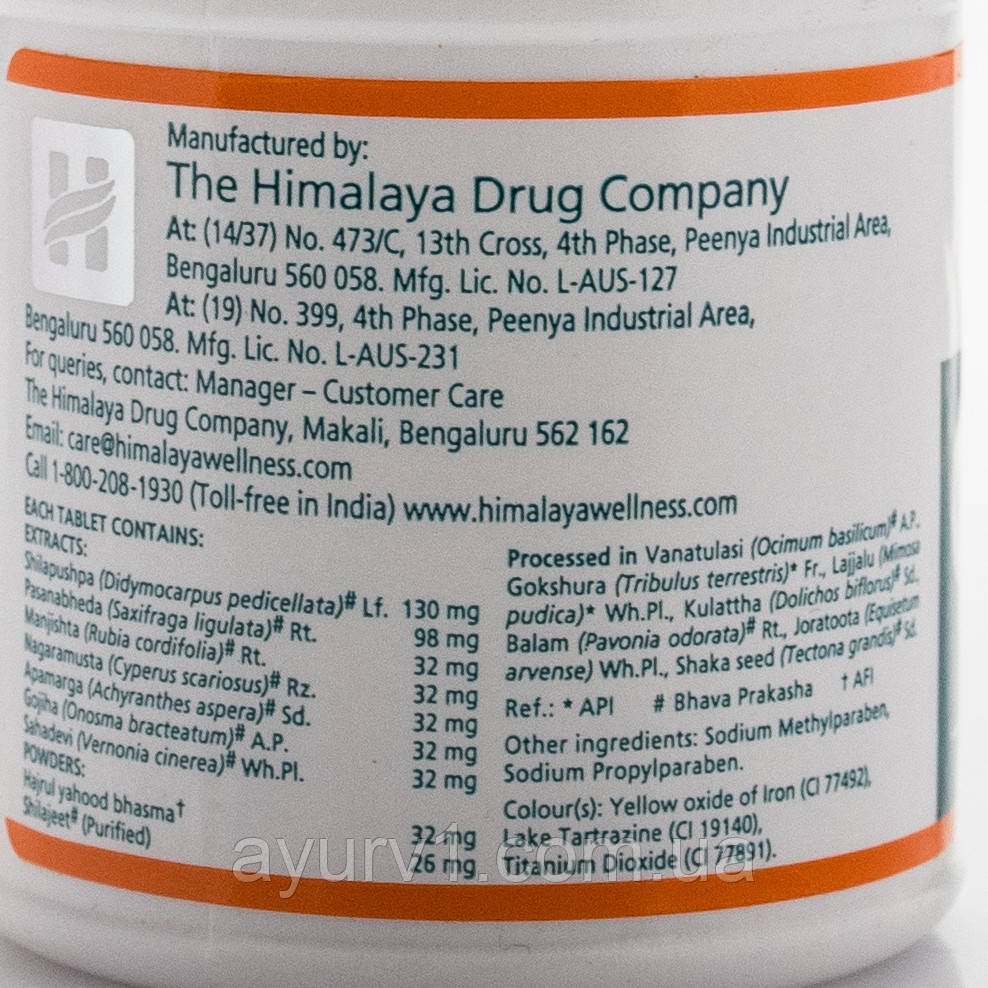 Manufactured by:
The Himalaya Drug Company
At: (14/37) No. 473/C, 13th Cross, 4th Phase, Peenya Industrial Area,
Bengaluru 560 058. Mfg. Lic. No. L-AUS-127
At: (19) No. 399, 4th Phase, Peenya Industrial Area,
Bengaluru 560 058. Mfg. Lic. No. L-AUS-231
For queries, contact: Manager – Customer Care
The Himalaya Drug Company, Makali, Bengaluru 562 162
Email: care@himalayawellness.com
Call 1-800-208-1930 (Toll-free in India) www.himalayawellness.com
EACH TABLET CONTAINS:
EXTRACTS:
Shilapushpa (Didymocarpus pedicellata)# Lf. 130 mg
Pasanabheda (Saxifraga ligulata)# Rt. 98 mg
Manjishta (Rubia cordifolia)# Rt. 32 mg
Nagaramusta (Cyperus scariosus)# Rz. 32 mg
Apamarga (Achyranthes aspera)# Sd. 32 mg
Gojiha (Onosma bracteatum)# A.P. 32 mg
Sahadevi (Vernonia cinerea)# Wh.Pl. 32 mg
POWDERS:
Hajrul yahood bhasma† 32 mg
Shilajeet# (Purified) 26 mg
Processed in Vanatulasi (Ocimum basilicum)# A.P.,
Gokshura (Tribulus terrestris)* Fr., Lajjalu (Mimosa
pudica)* Wh.Pl., Kulattha (Dolichos biflorus)# Sd.,
Balam (Pavonia odorata)# Rt., Joratoota (Equisetum
arvense) Wh.Pl., Shaka seed (Tectona grandis)# Sd.
Ref.: * API # Bhava Prakasha † AFI
Other ingredients: Sodium Methylparaben,
Sodium Propylparaben.
Colour(s): Yellow oxide of Iron (CI 77492),
Lake Tartrazine (CI 19140),
Titanium Dioxide (CI 77891).
ayurv1.com.ua